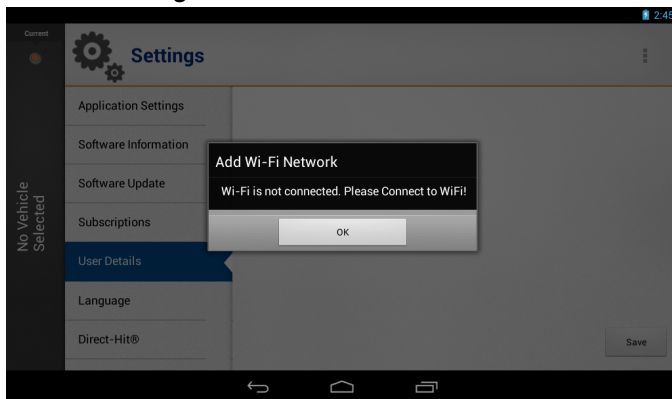 2:45
Current
Settings
No Vehicle
Selected
Application Settings
Software Information
Software Update
Subscriptions
User Details
Language
Direct-Hit®
Add Wi-Fi Network
Wi-Fi is not connected. Please Connect to WiFi!
OK
Save